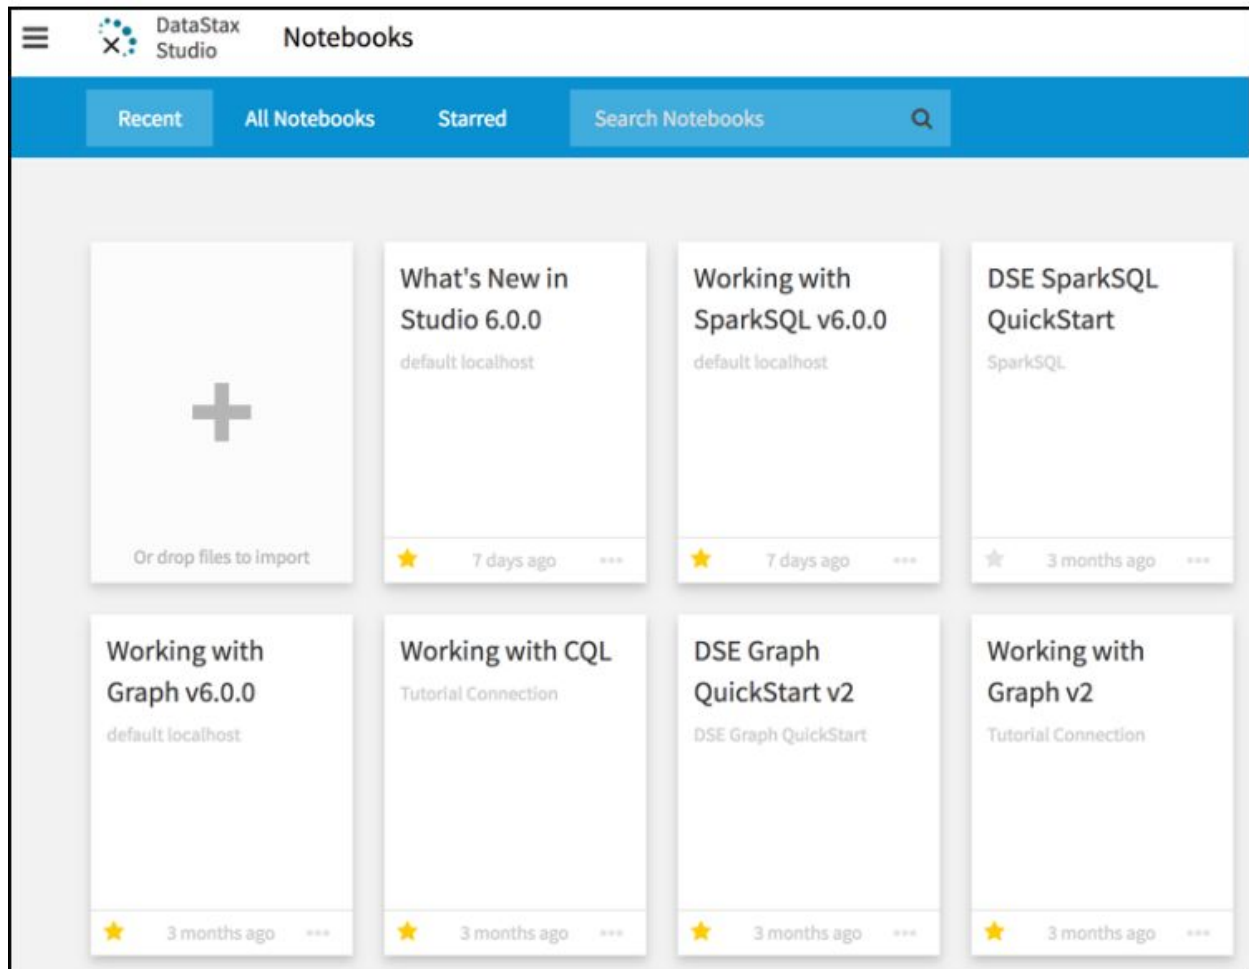 DataStax
Studio
Notebooks
Recent
All Notebooks
Starred
Search Notebooks
What's New in
Studio 6.0.0
default localhost
Working with
SparkSQL v6.0.0
default localhost
DSE SparkSQL
QuickStart
SparkSQL
Or drop files to import
7 days ago
7 days ago
3 months ago
Working with
Graph v6.0.0
default localhost
Working with CQL
Tutorial Connection
DSE Graph
QuickStart v2
DSE Graph QuickStart
Working with
Graph v2
Tutorial Connection
3 months ago
3 months ago
3 months ago
3 months ago